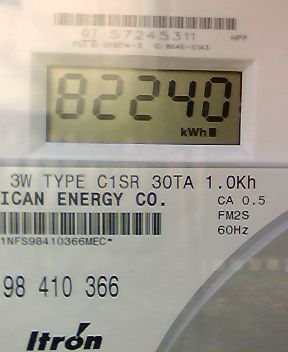 07 57245311 HPP
82240
kWh
3W TYPE C1SR 30TA 1.0Kh
ICAN ENERGY CO. CA 0.5
FM2S
60Hz
1NFS98410366MEC*
98 410 366
Itron